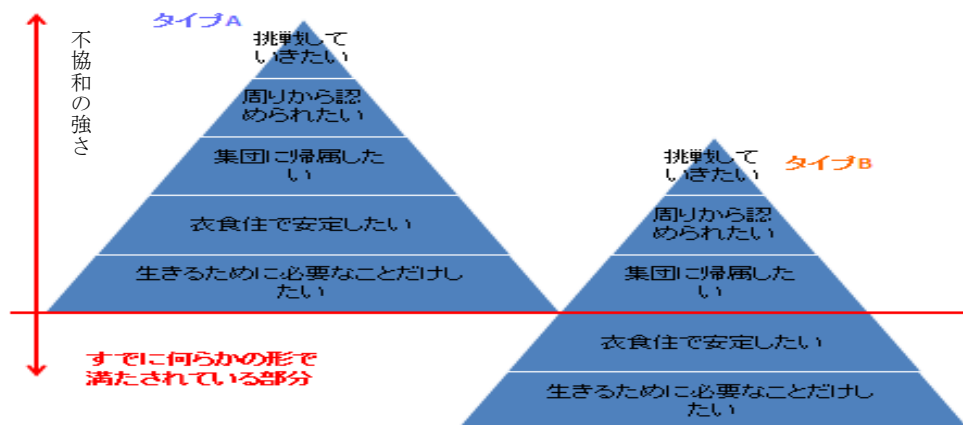 不協和の強さ
タイプA
挑戦して
いきたい
周りから認
められたい
集団に帰属した
い
衣食住で安定したい
生きるために必要なことだけし
たい
すでに何らかの形で
満たされている部分
タイプB
挑戦して
いきたい
周りから認
められたい
集団に帰属した
い
衣食住で安定したい
生きるために必要なことだけし
たい